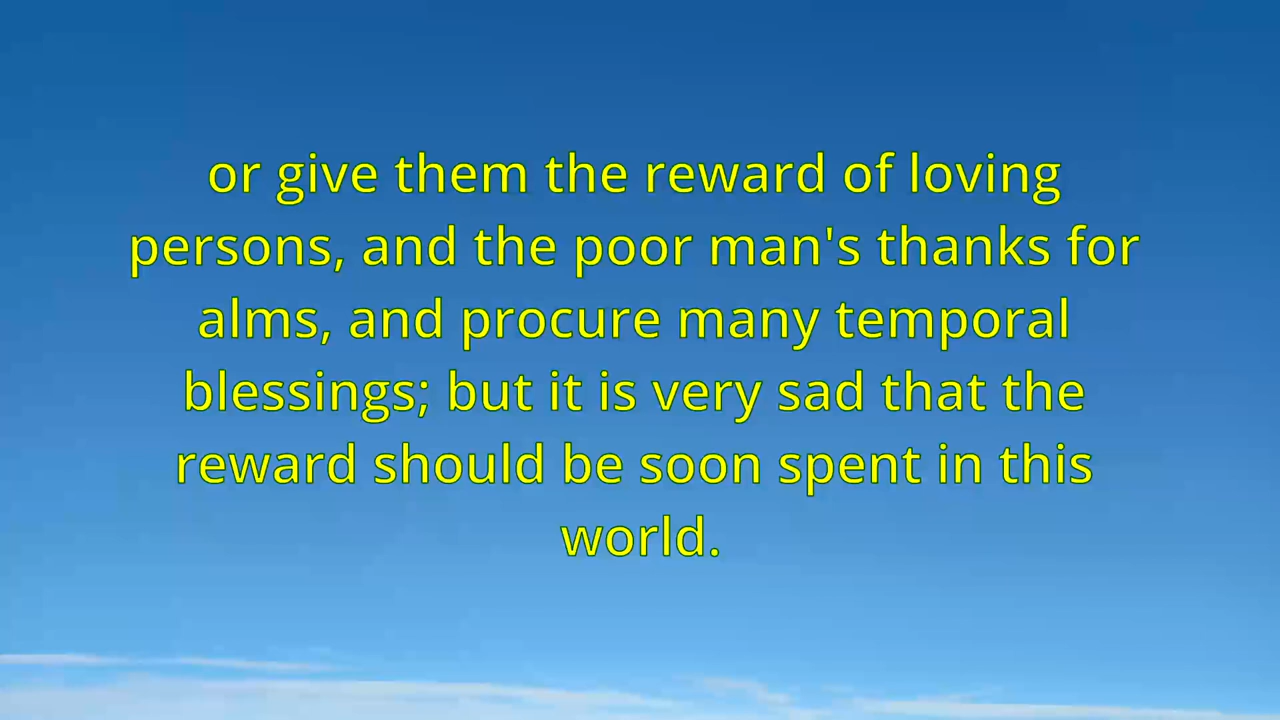 or give them the reward of loving
persons, and the poor man's thanks for
alms, and procure many temporal
blessings; but it is very sad that the
reward should be soon spent in this
world.